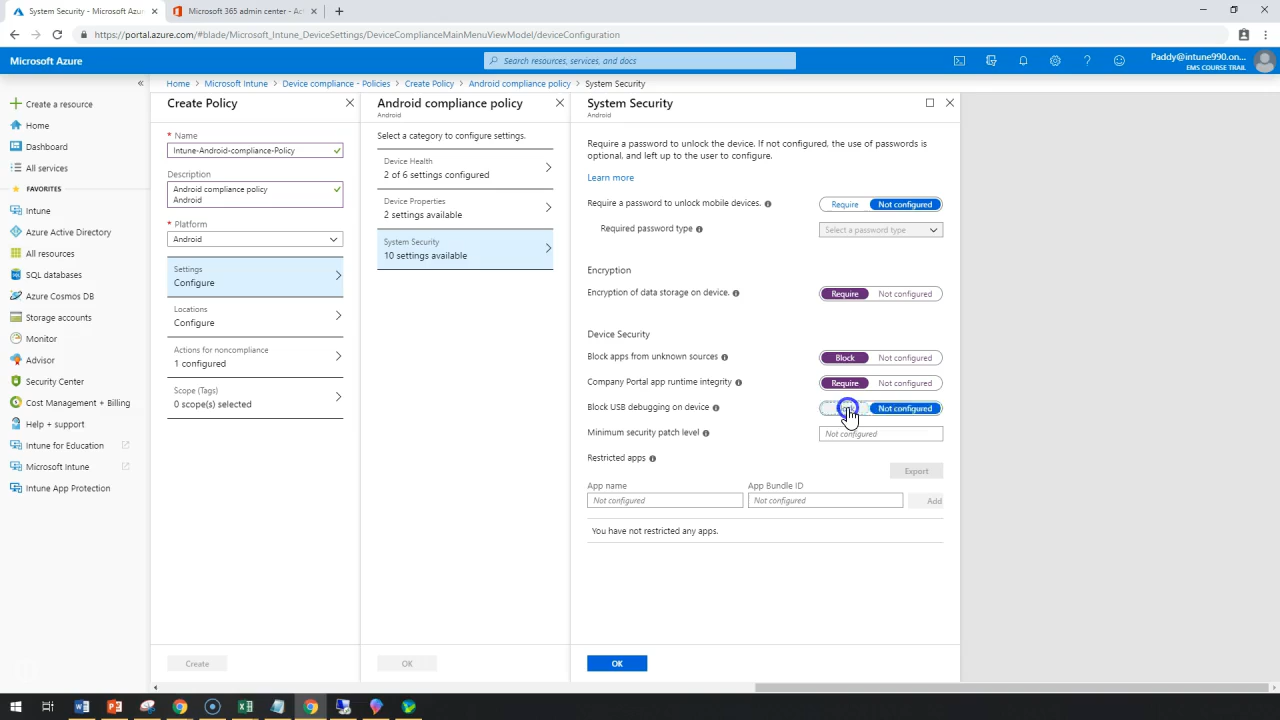 System Security - Microsoft Azu
Microsoft 365 admin center - Act
https://portal.azure.com/#blade/Microsoft_Intune_DeviceSettings/DeviceComplianceMainMenuViewModel/deviceConfiguration
Microsoft Azure
Search resources, services, and docs
Paddy@intune990.on...
EMS COURSE TRAIL
Create a resource
Home
Dashboard
All services
FAVORITES
Intune
Azure Active Directory
All resources
SQL databases
Azure Cosmos DB
Storage accounts
Monitor
Advisor
Security Center
Cost Management + Billing
Help + support
Intune for Education
Microsoft Intune
Intune App Protection
Home > Microsoft Intune > Device compliance - Policies > Create Policy > Android compliance policy > System Security
Create Policy
* Name
Intune-Android-compliance-Policy
Description
Android compliance policy
Android
* Platform
Android
Settings
Configure
Locations
Configure
Actions for noncompliance
1 configured
Scope (Tags)
0 scope(s) selected
Create
Android compliance policy
Android
Select a category to configure settings.
Device Health
2 of 6 settings configured
Device Properties
2 settings available
System Security
10 settings available
OK
System Security
Android
Require a password to unlock the device. If not configured, the use of passwords is
optional, and left up to the user to configure.
Learn more
Require a password to unlock mobile devices. Require Not configured
Required password type Select a password type
Encryption
Encryption of data storage on device. Require Not configured
Device Security
Block apps from unknown sources Block Not configured
Company Portal app runtime integrity Require Not configured
Block USB debugging on device Not configured
Minimum security patch level Not configured
Restricted apps
Export
App name App Bundle ID
Not configured Not configured Add
You have not restricted any apps.
OK